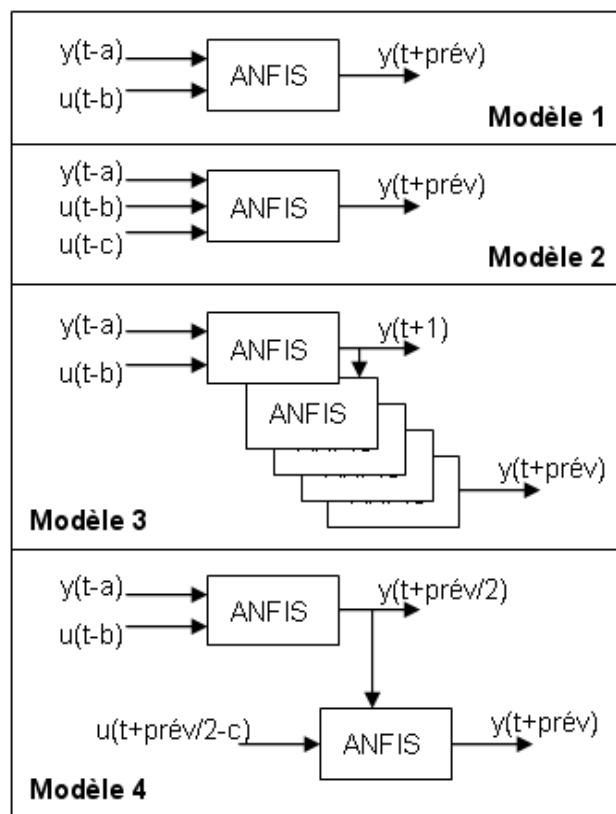 y(t-a)
u(t-b)
ANFIS
y(t+prév)
Modèle 1
y(t-a)
u(t-b)
u(t-c)
ANFIS
y(t+prév)
Modèle 2
y(t-a)
u(t-b)
ANFIS
y(t+1)
ANFIS
y(t+prév)
Modèle 3
y(t-a)
u(t-b)
ANFIS
y(t+prév/2)
u(t+prév/2-c)
ANFIS
y(t+prév)
Modèle 4